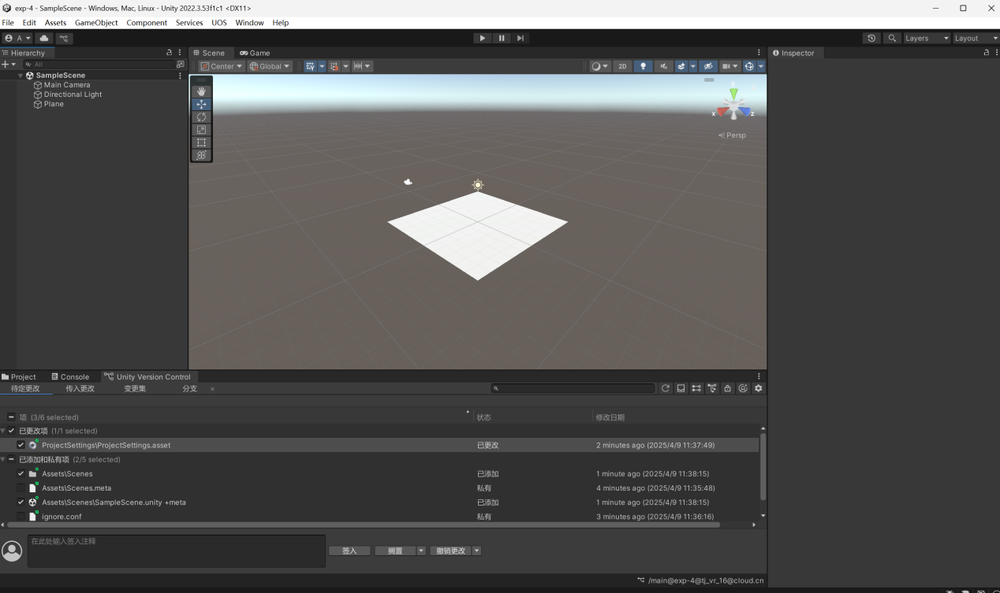 exp-4 - SampleScene - Windows, Mac, Linux - Unity 2022.3.53f1c1 <DX11>
File Edit Assets GameObject Component Services UOS Window Help
A Layers Layout
Hierarchy Scene Game Inspector
All Center Global 2D
SampleScene
Main Camera
Directional Light
Plane
y
x z
Persp
Project Console Unity Version Control
待定更改 传入更改 变更集 分支 ×
项 (3/6 selected) 状态 修改日期
已更改项 (1/1 selected)
ProjectSettings\ProjectSettings.asset 已更改 2 minutes ago (2025/4/9 11:37:49)
已添加和私有项 (2/5 selected)
Assets\Scenes 已添加 1 minute ago (2025/4/9 11:38:15)
Assets\Scenes.meta 私有 4 minutes ago (2025/4/9 11:35:48)
Assets\Scenes\SampleScene.unity +meta 已添加 1 minute ago (2025/4/9 11:38:15)
ignore.conf 私有 3 minutes ago (2025/4/9 11:36:16)
在此处输入签入注释
签入 搁置 撤销更改
/main@exp-4@tj_vr_16@cloud.cn